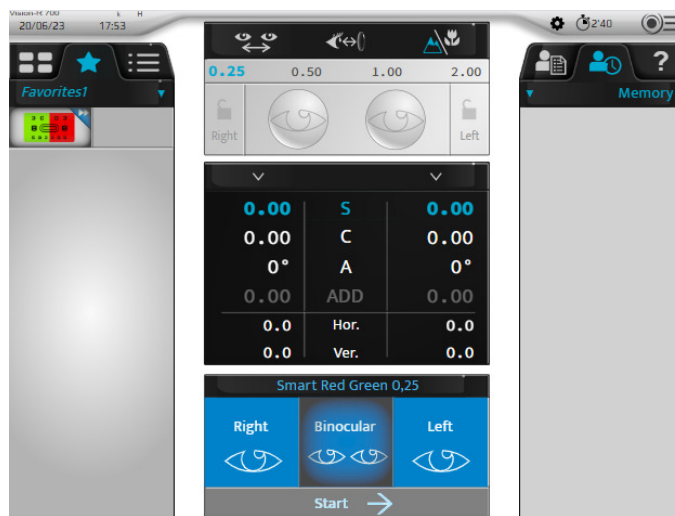 Vision-R 700
20/06/23 17:53
2'40
0.25 0.50 1.00 2.00
Right Left
Favorites1
Memory
?
0.00 S 0.00
0.00 C 0.00
0° A 0°
0.00 ADD 0.00
0.0 Hor. 0.0
0.0 Ver. 0.0
Smart Red Green 0,25
Right Binocular Left
Start